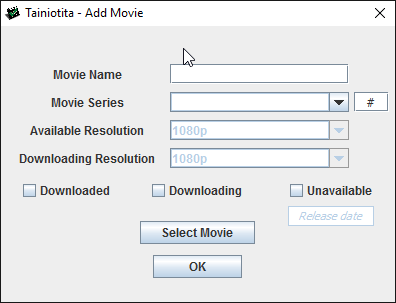 Tainiotita - Add Movie
Movie Name
Movie Series #
Available Resolution 1080p
Downloading Resolution 1080p
Downloaded Downloading Unavailable
Release date
Select Movie
OK